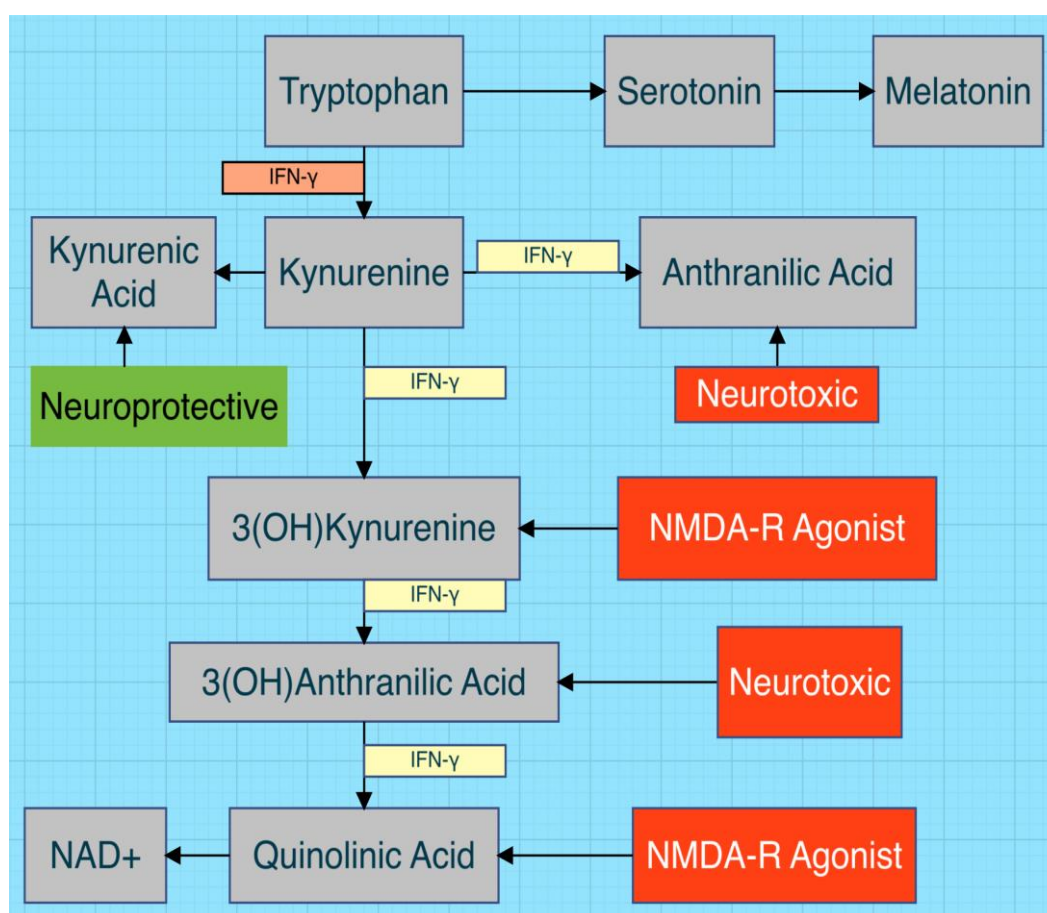 Tryptophan
Serotonin
Melatonin
IFN-γ
Kynurenic
Acid
Kynurenine
IFN-γ
Anthranilic Acid
IFN-γ
Neuroprotective
Neurotoxic
3(OH)Kynurenine
NMDA-R Agonist
IFN-γ
3(OH)Anthranilic Acid
Neurotoxic
IFN-γ
NAD+
Quinolinic Acid
NMDA-R Agonist